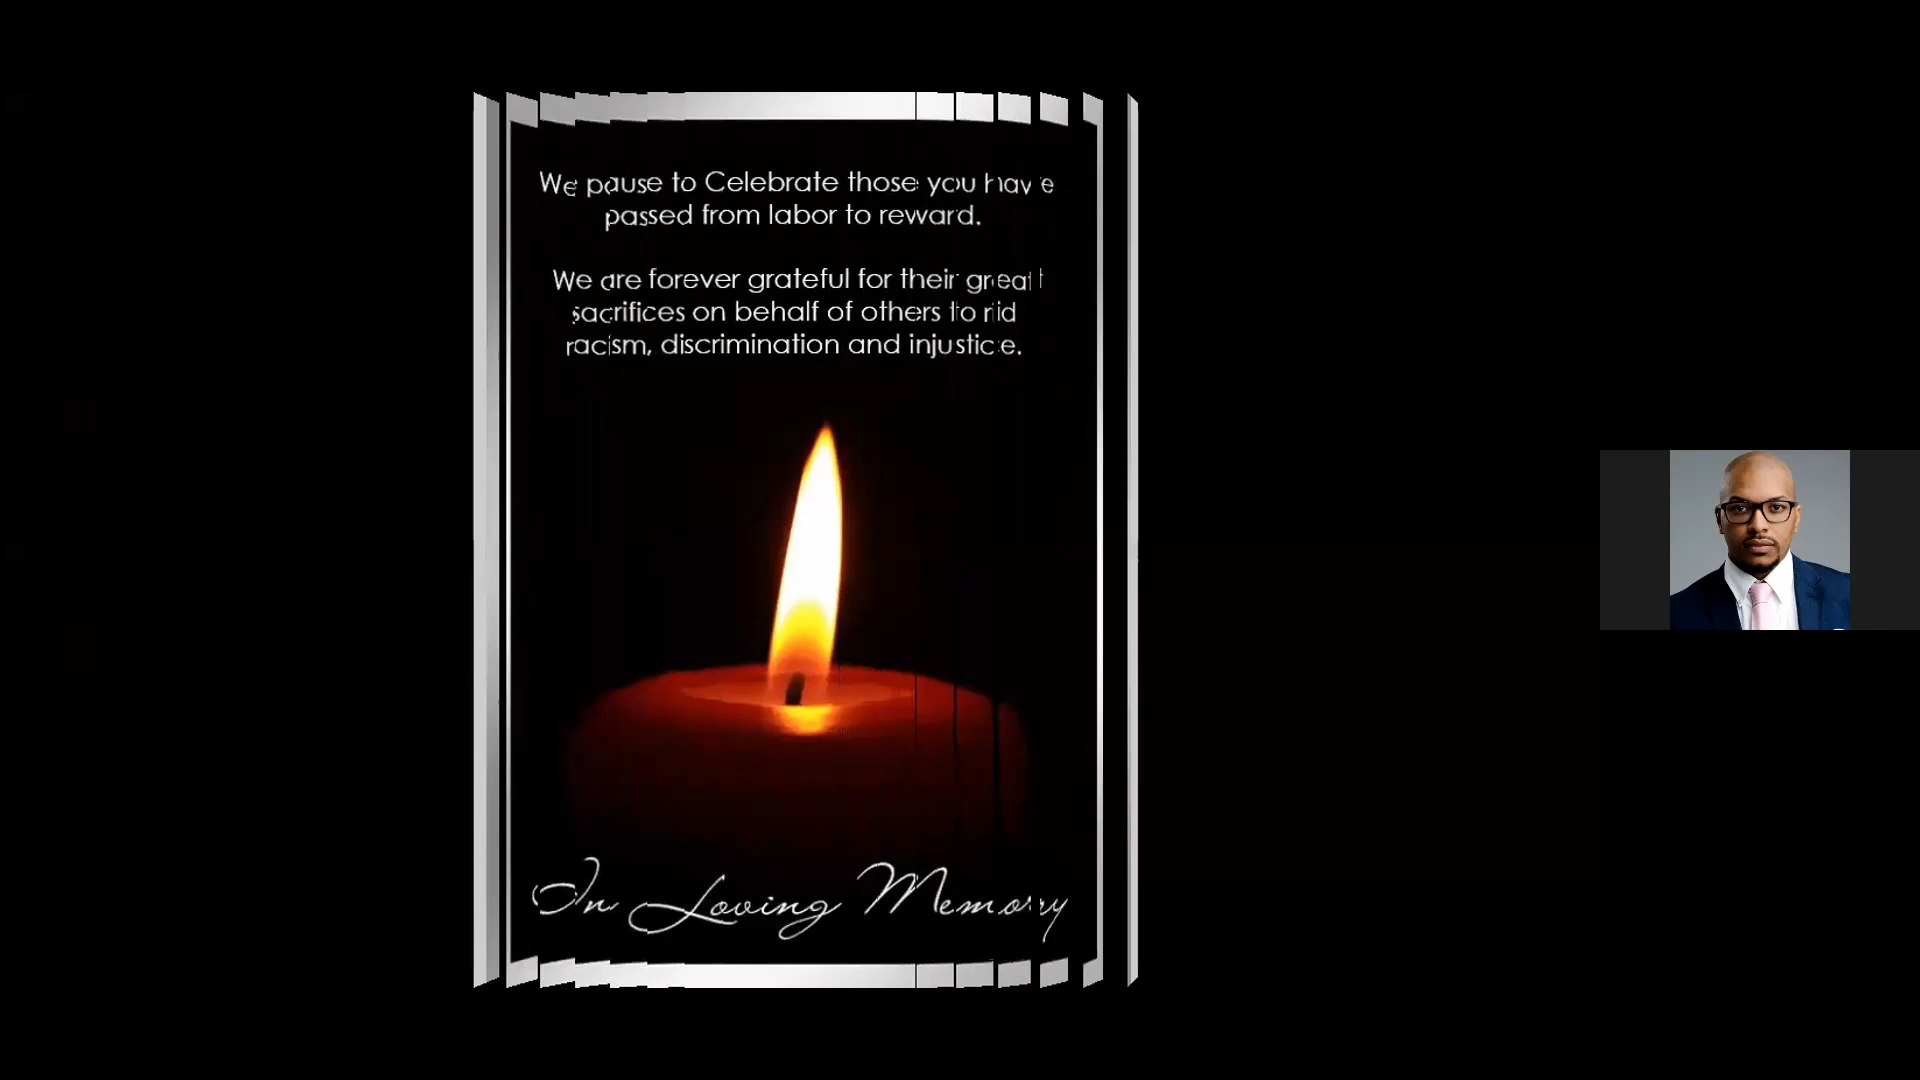 We pause to Celebrate those you have
passed from labor to reward.
We are forever grateful for their great
sacrifices on behalf of others to rid
racism, discrimination and injustice.
In Loving Memory